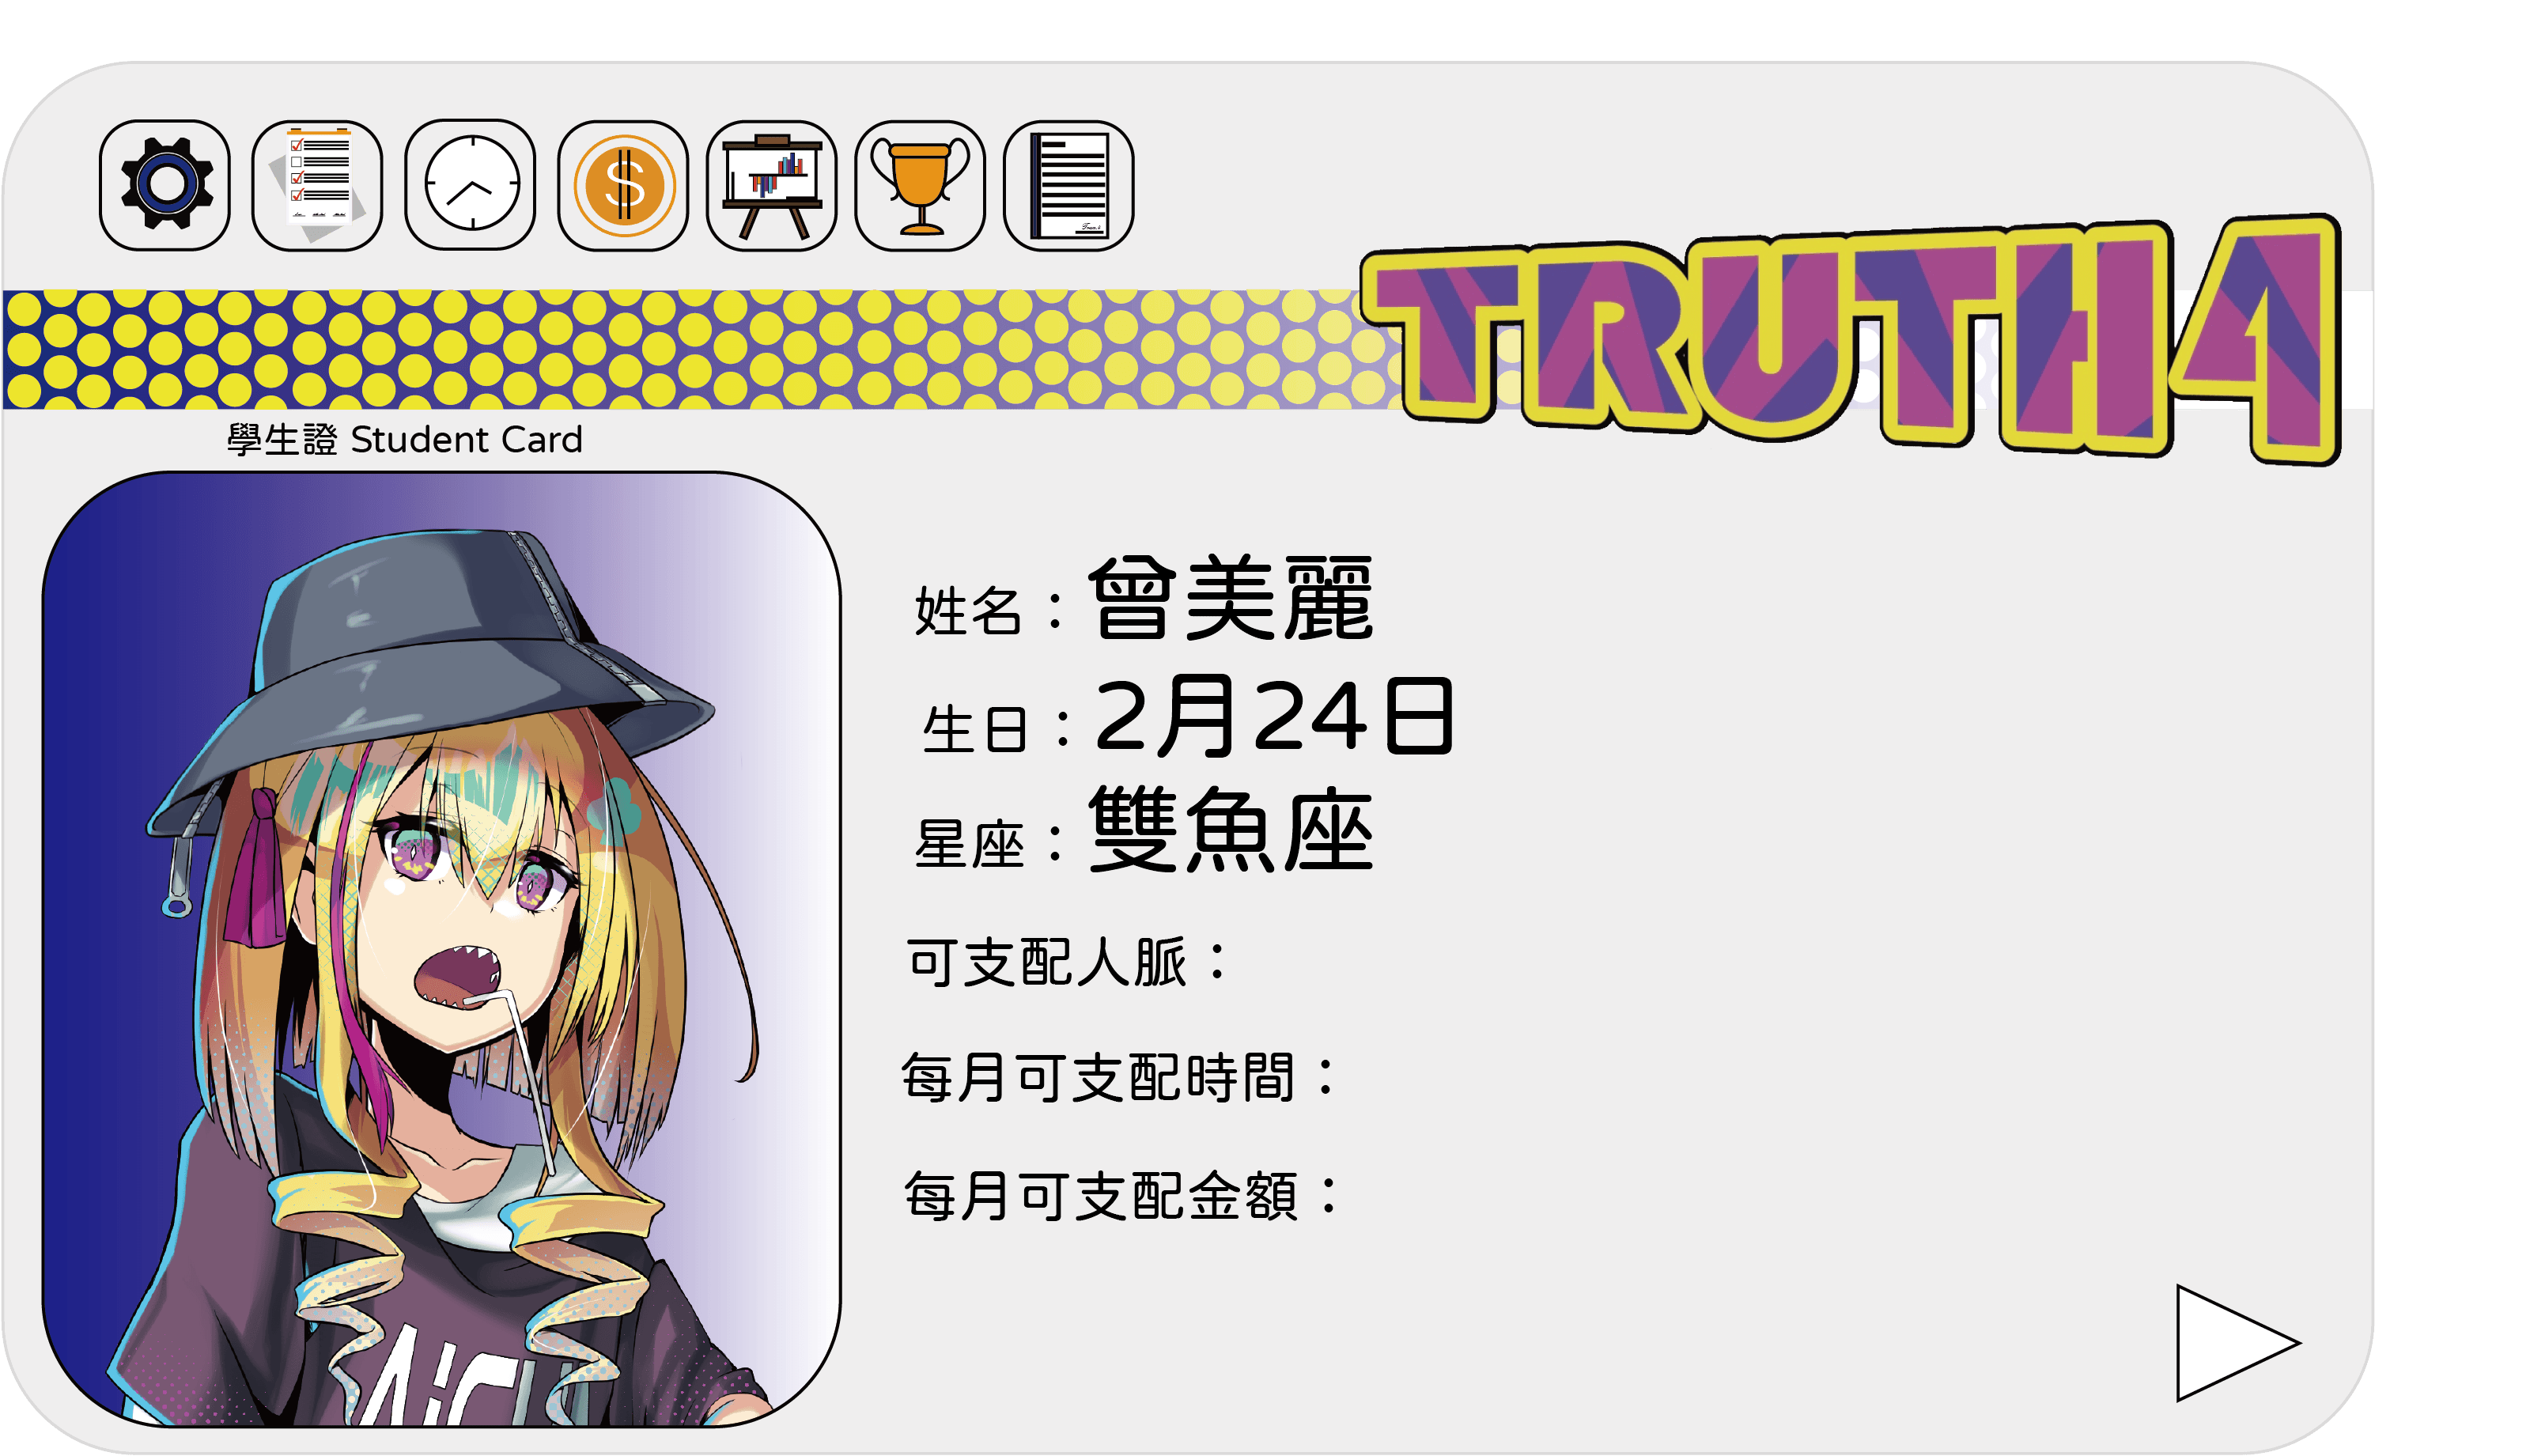 $
TRUTH4
學生證 Student Card
姓名：曾美麗
生日：2月24日
星座：雙魚座
可支配人脈：
每月可支配時間：
每月可支配金額：